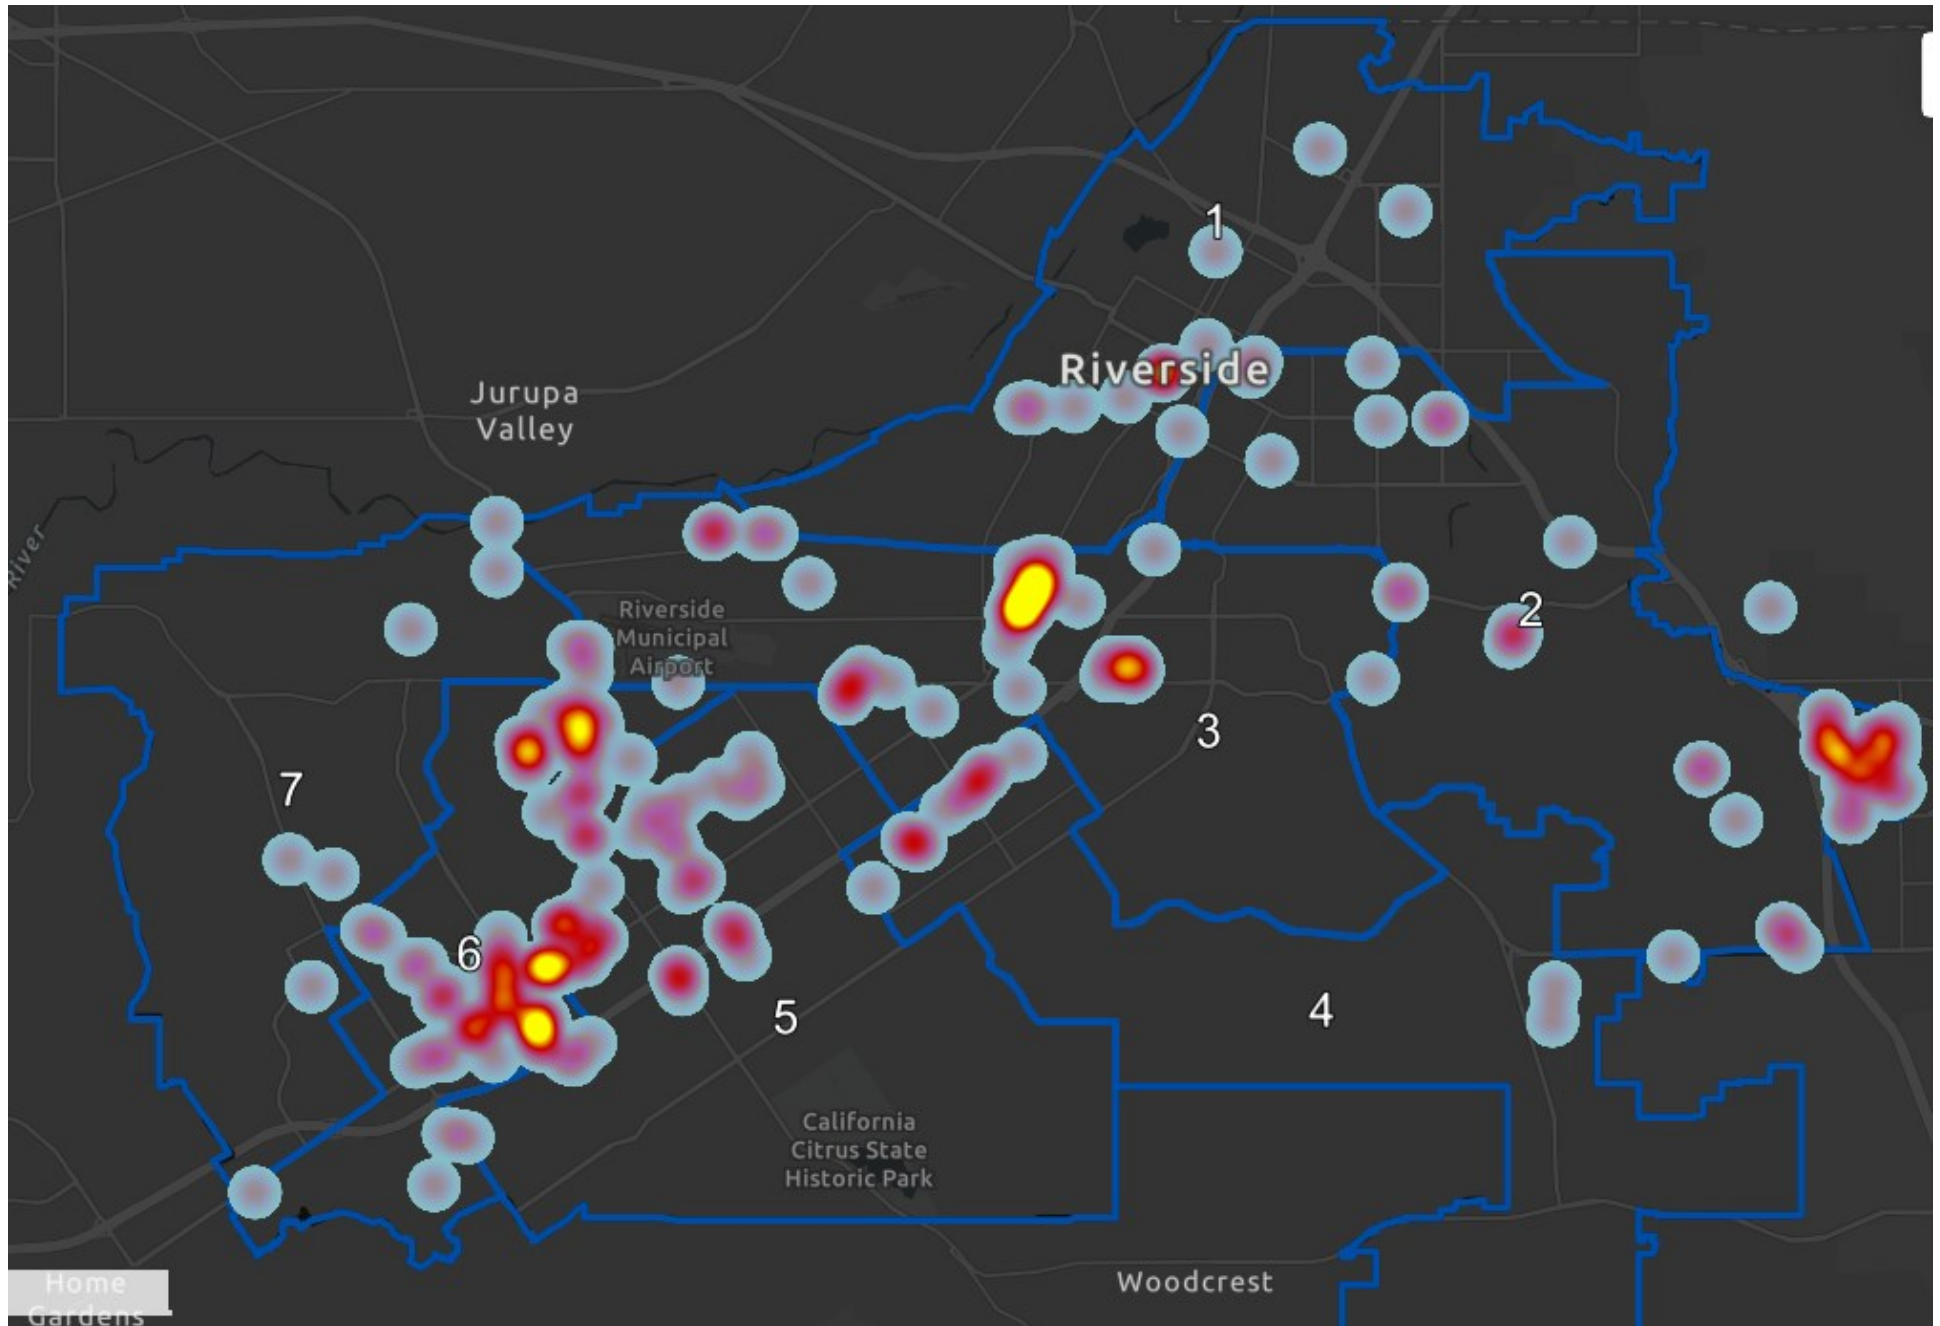 1
Riverside
Jurupa
Valley
River
Riverside
Municipal
Airport
2
3
7
6
5
4
California
Citrus State
Historic Park
Woodcrest
Home
Gardens